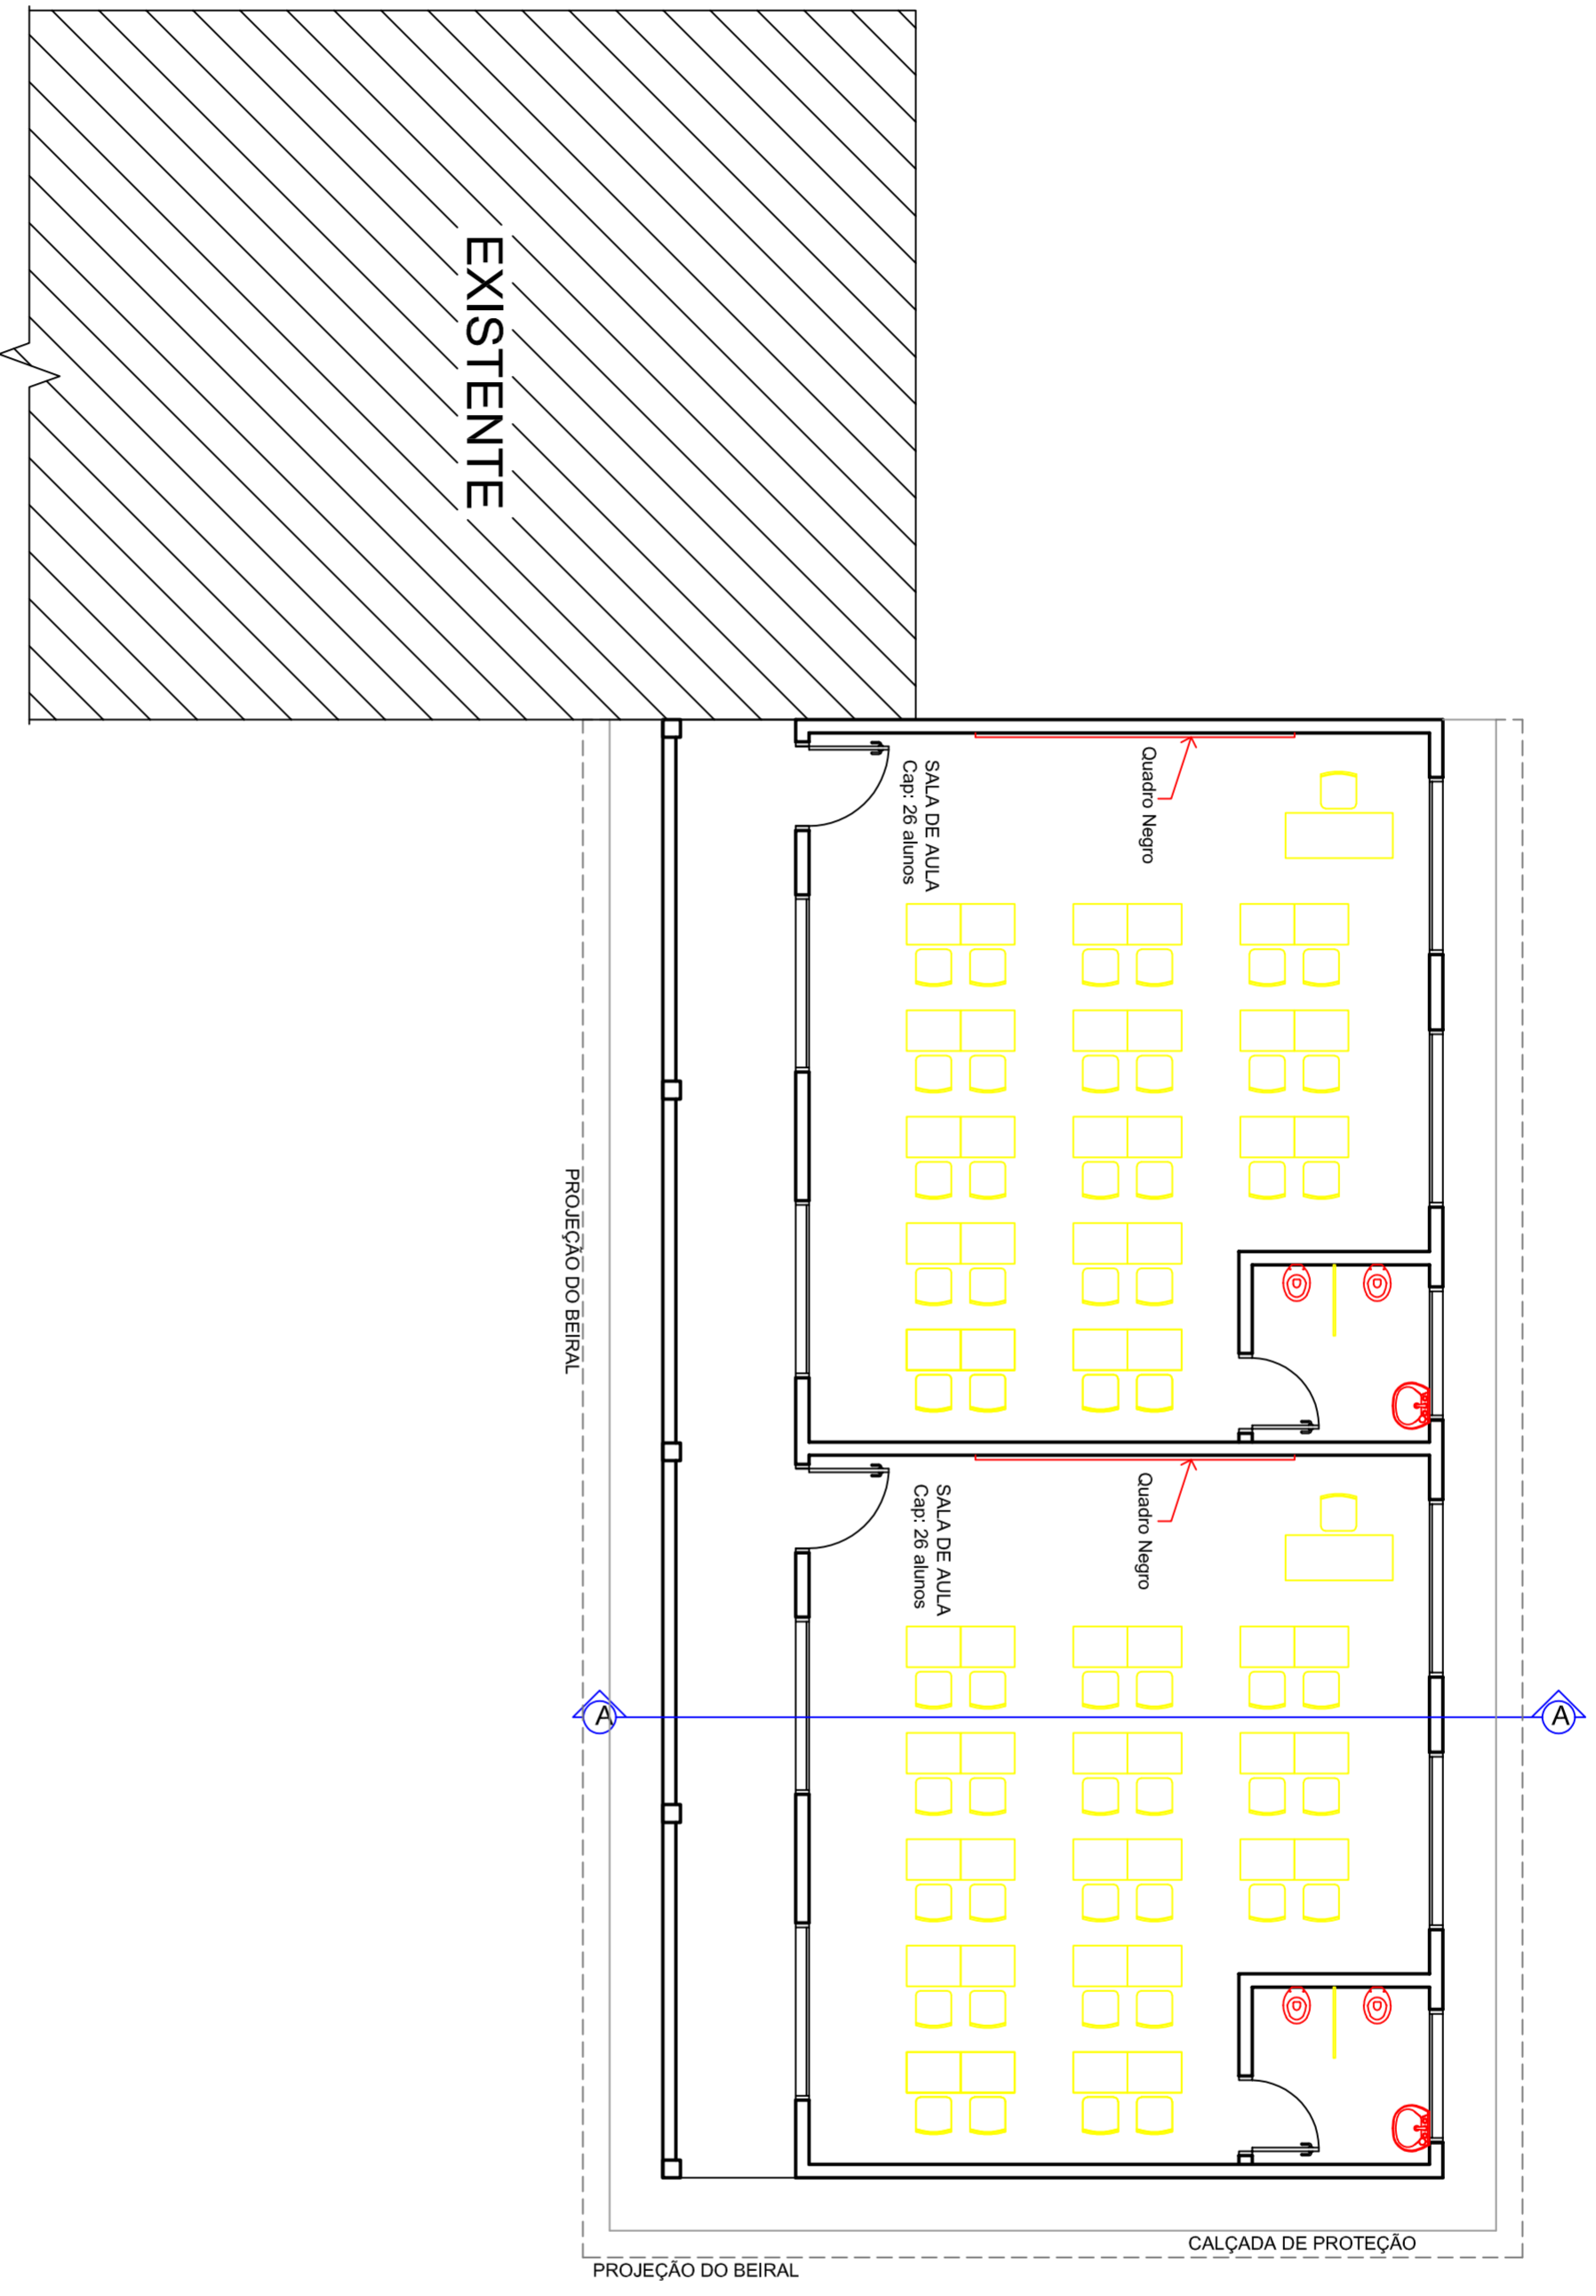 EXISTENTE
Quadro Negro
SALA DE AULA
Cap: 26 alunos
PROJEÇÃO DO BEIRAL
Quadro Negro
SALA DE AULA
Cap: 26 alunos
A
A
CALÇADA DE PROTEÇÃO
PROJEÇÃO DO BEIRAL